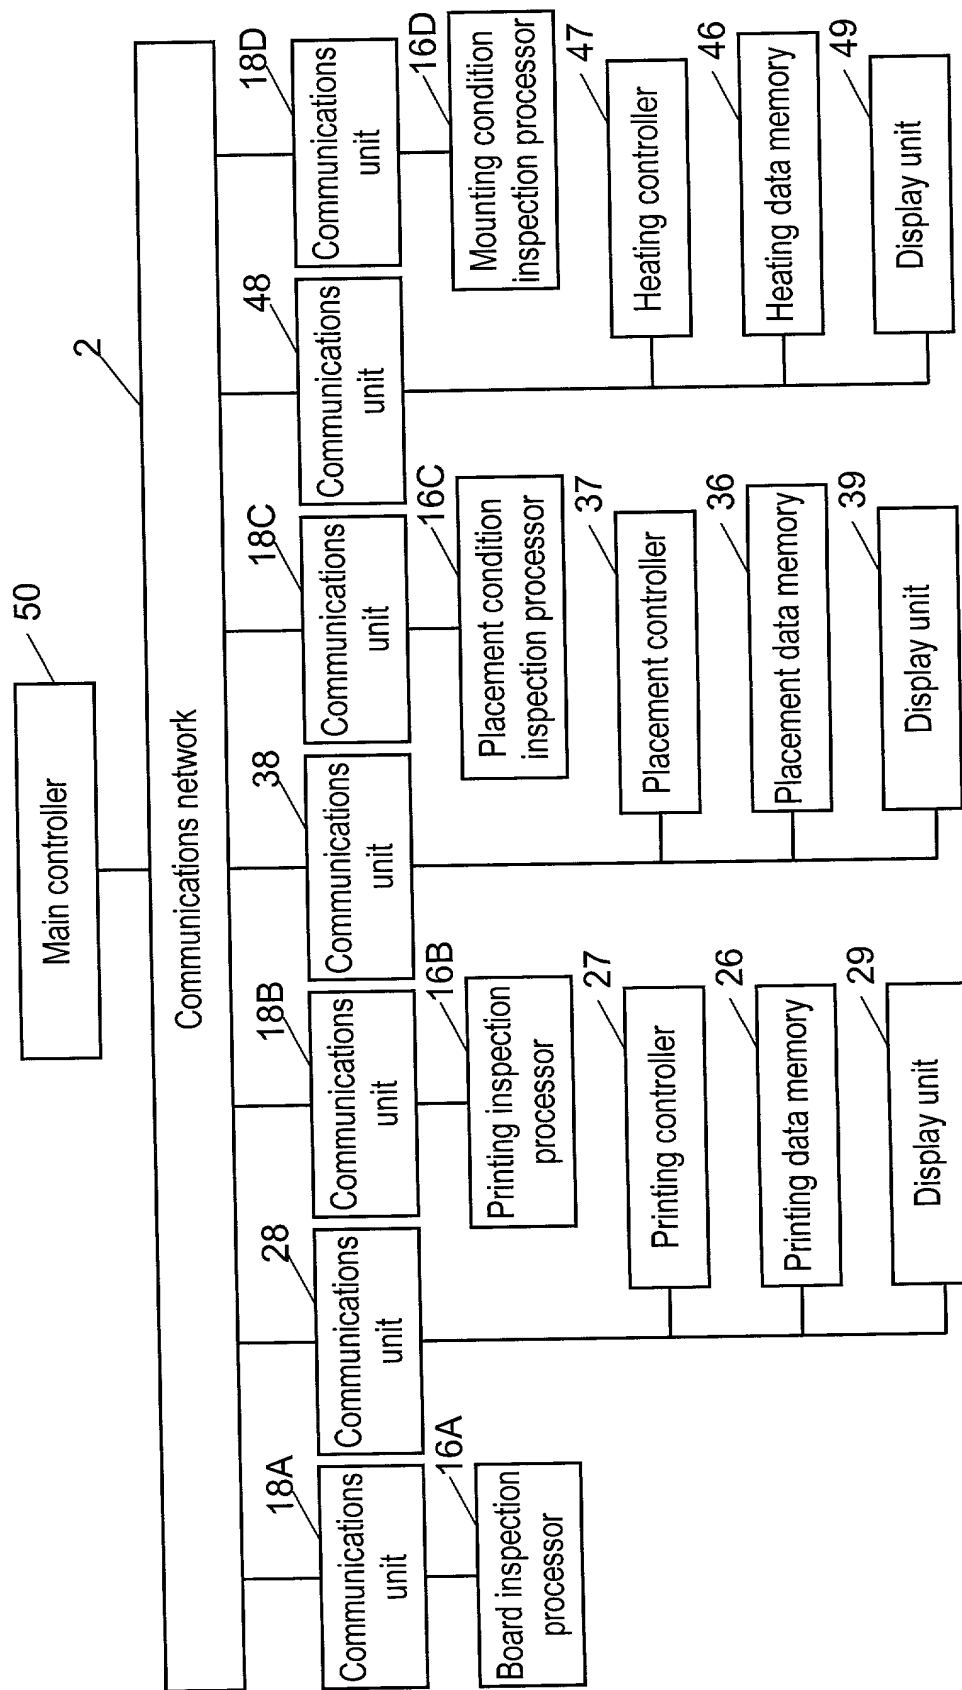 50
Main controller
2
Communications network
18A
Communications
unit
28
Communications
unit
18B
Communications
unit
38
Communications
unit
18C
Communications
unit
48
Communications
unit
18D
Communications
unit
16A
Board inspection
processor
16B
Printing inspection
processor
16C
Placement condition
inspection processor
16D
Mounting condition
inspection processor
27
Printing controller
37
Placement controller
47
Heating controller
26
Printing data memory
36
Placement data memory
46
Heating data memory
29
Display unit
39
Display unit
49
Display unit